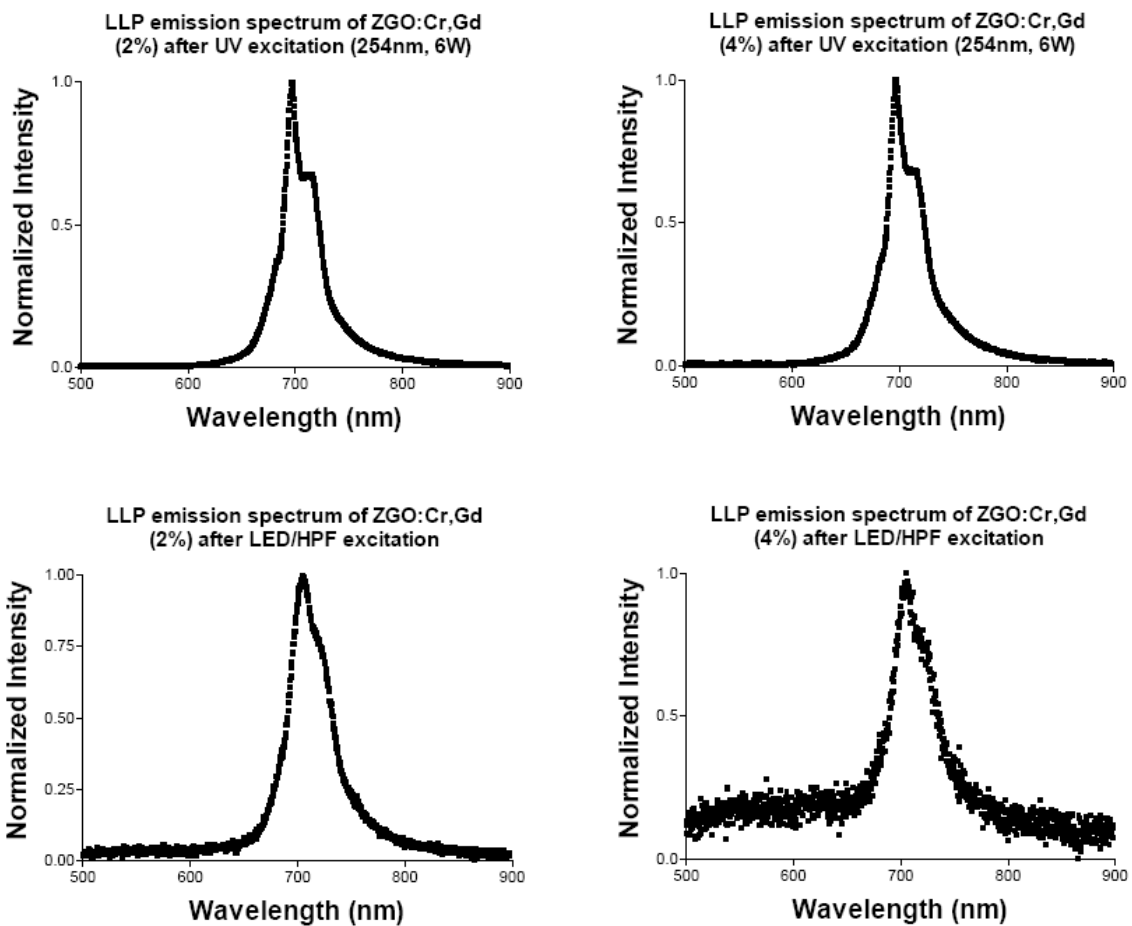 LLP emission spectrum of ZGO:Cr,Gd
(2%) after UV excitation (254nm, 6W)
Normalized Intensity
1.0
0.5
0.0
500
600
700
800
900
Wavelength (nm)
LLP emission spectrum of ZGO:Cr,Gd
(4%) after UV excitation (254nm, 6W)
Normalized Intensity
1.0
0.5
0.0
500
600
700
800
900
Wavelength (nm)
LLP emission spectrum of ZGO:Cr,Gd
(2%) after LED/HPF excitation
Normalized Intensity
1.00
0.75
0.50
0.25
0.00
500
600
700
800
900
Wavelength (nm)
LLP emission spectrum of ZGO:Cr,Gd
(4%) after LED/HPF excitation
Normalized Intensity
1.0
0.5
0.0
500
600
700
800
900
Wavelength (nm)